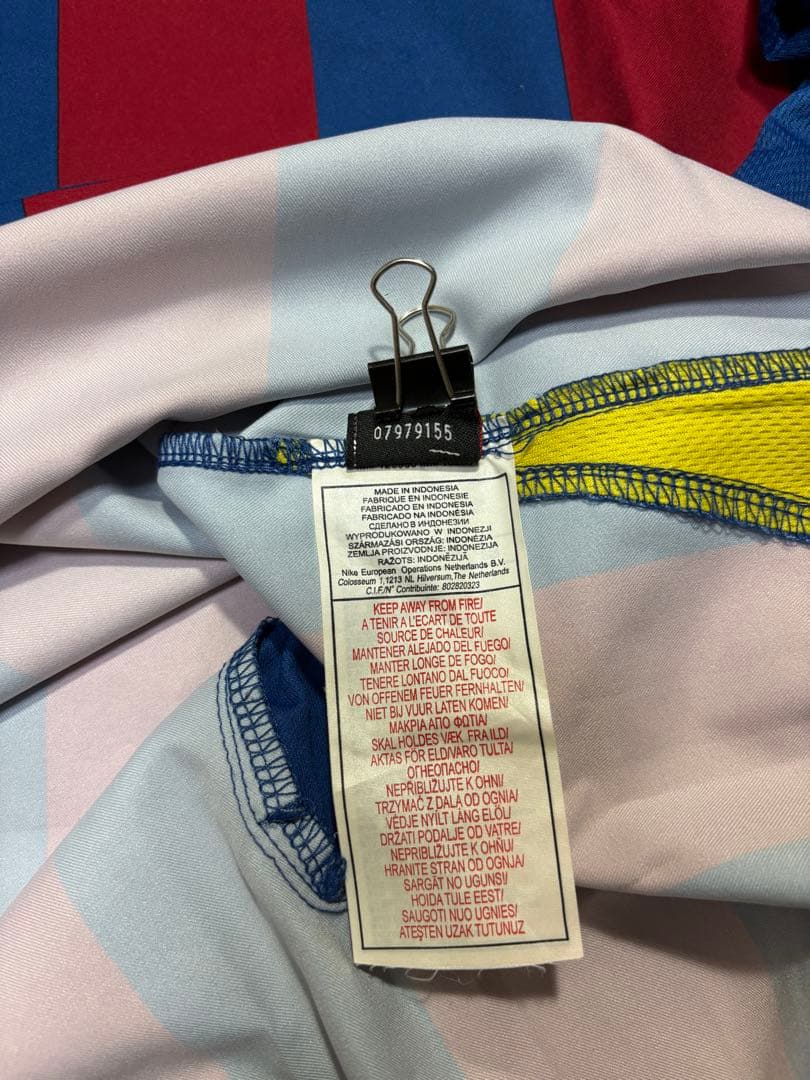 07979155
MADE IN INDONESIA
FABRIQUE EN INDONESIE
FABRICADO EN INDONESIA
FABRICADO NA INDONÉSIA
СДЕЛАНО В ИНДОНЕЗИИ
WYPRODUKOWANO W INDONEZJI
SZÁRMAZÁSI ORSZÁG: INDONÉZIA
ZEMLJA PROIZVODNJE: INDONEZIJA
RAŽOTS: INDONĒZIJĀ
Nike European Operations Netherlands B.V.
Colosseum 1,1213 NL Hilversum,The Netherlands
C.I.F/N° Contribuinte: 802820323
KEEP AWAY FROM FIRE/
A TENIR A L'ECART DE TOUTE
SOURCE DE CHALEUR/
MANTENER ALEJADO DEL FUEGO/
MANTER LONGE DE FOGO/
TENERE LONTANO DAL FUOCO/
VON OFFENEM FEUER FERNHALTEN/
NIET BIJ VUUR LATEN KOMEN/
ΜΑΚΡΙΑ ΑΠΟ ΦΩΤΙΑ/
SKAL HOLDES VÆK FRA ILD/
AKTAS FÖR ELD/VARO TULTA/
ОГНЕОПАСНО/
NEPRIBLIŽUJTE K OHNI/
TRZYMAĆ Z DALA OD OGNIA/
VÉDJE NYÍLT LÁNG ELŐL/
DRŽATI PODALJE OD VATRE/
NEPRIBLIŽUJTE K OHŇU/
HRANITE STRAN OD OGNJA/
SARGĀT NO UGUNS/
HOIDA TULE EEST/
SAUGOTI NUO UGNIES/
ATEŞTEN UZAK TUTUNUZ